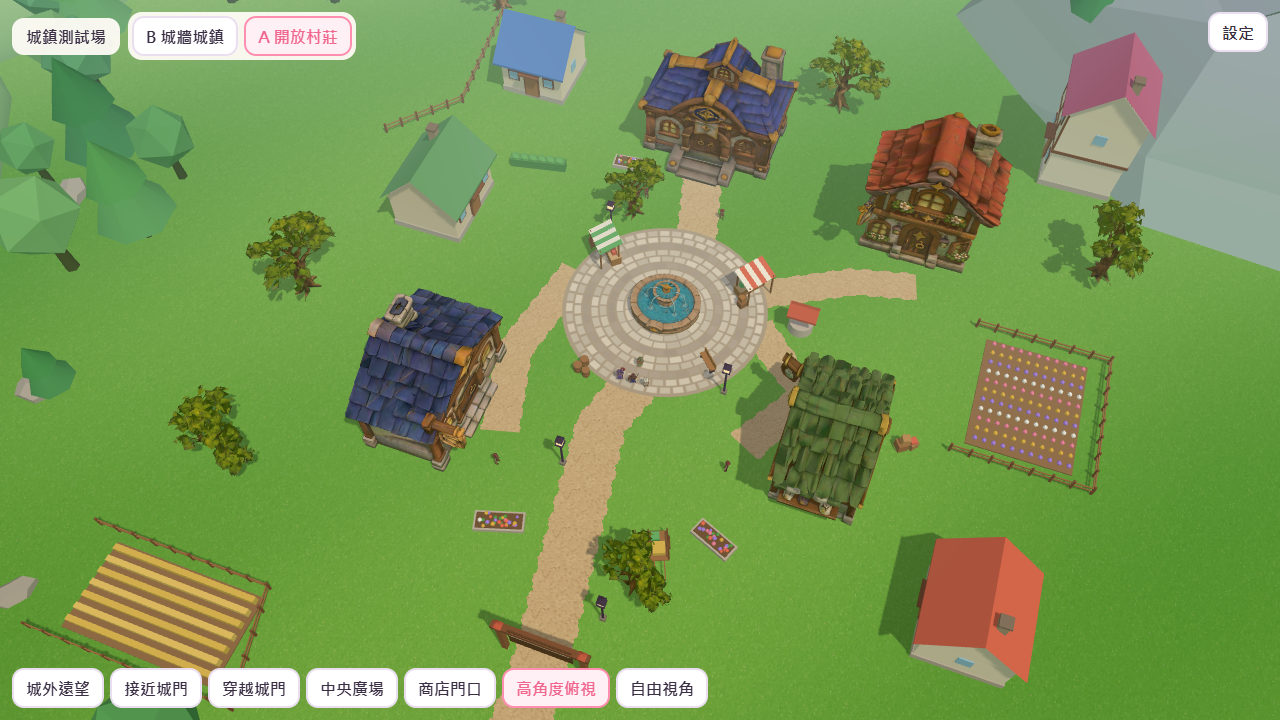 城鎮測試場
B 城牆城鎮
A 開放村莊
設定
城外遠望
接近城門
穿越城門
中央廣場
商店門口
高角度俯視
自由視角